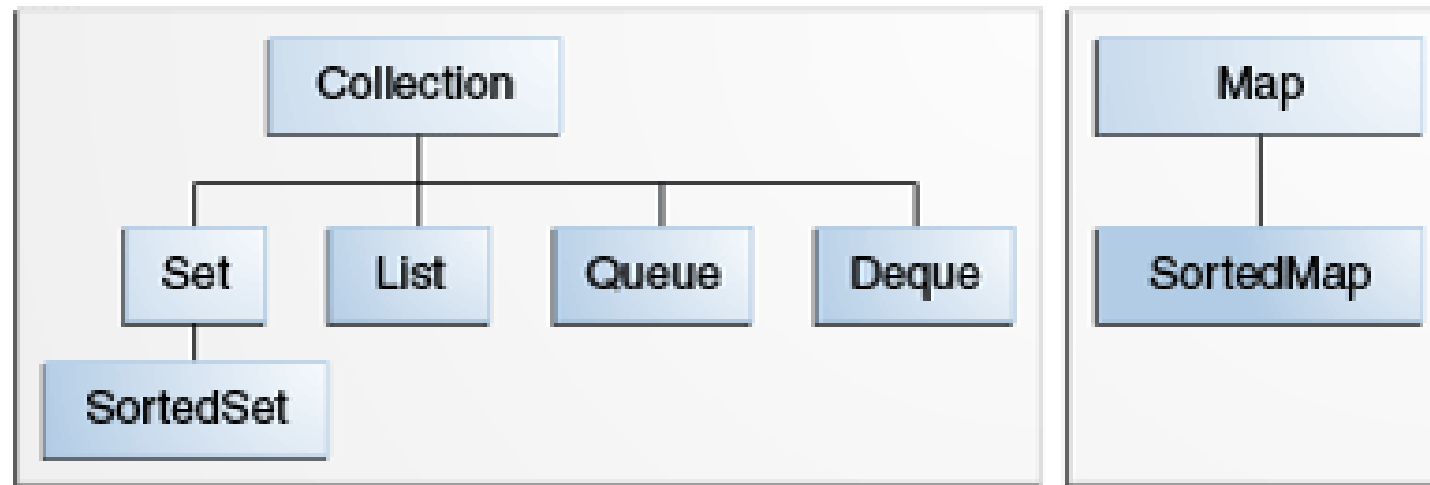 Collection
Map
Set
List
Queue
Deque
SortedMap
SortedSet